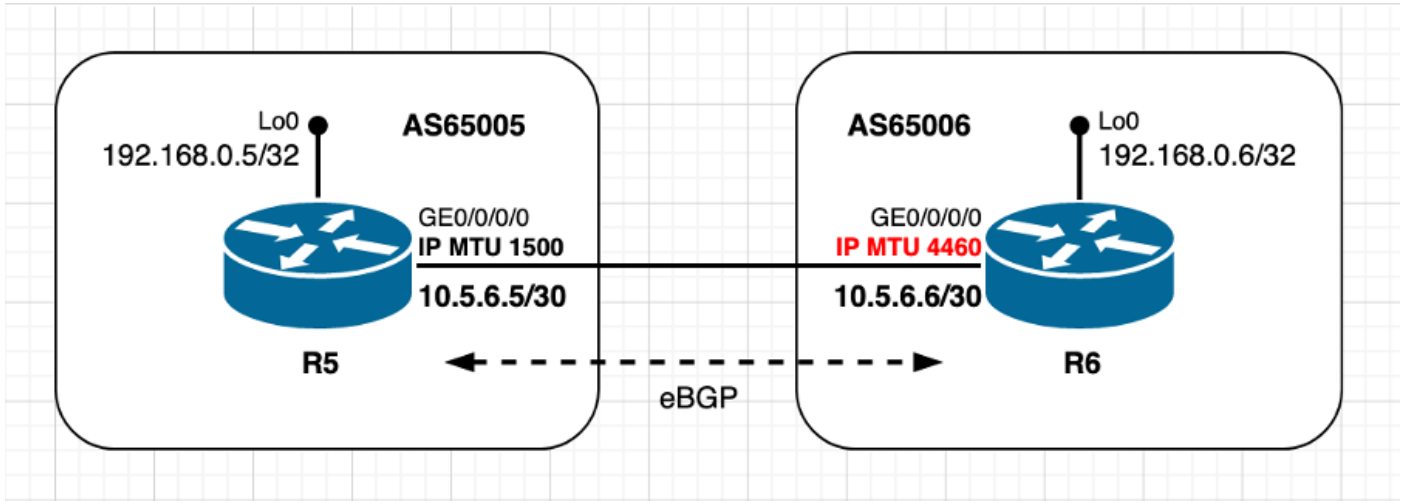 Lo0
192.168.0.5/32
AS65005
GE0/0/0/0
IP MTU 1500
10.5.6.5/30
R5
AS65006
Lo0
192.168.0.6/32
GE0/0/0/0
IP MTU 4460
10.5.6.6/30
R6
eBGP